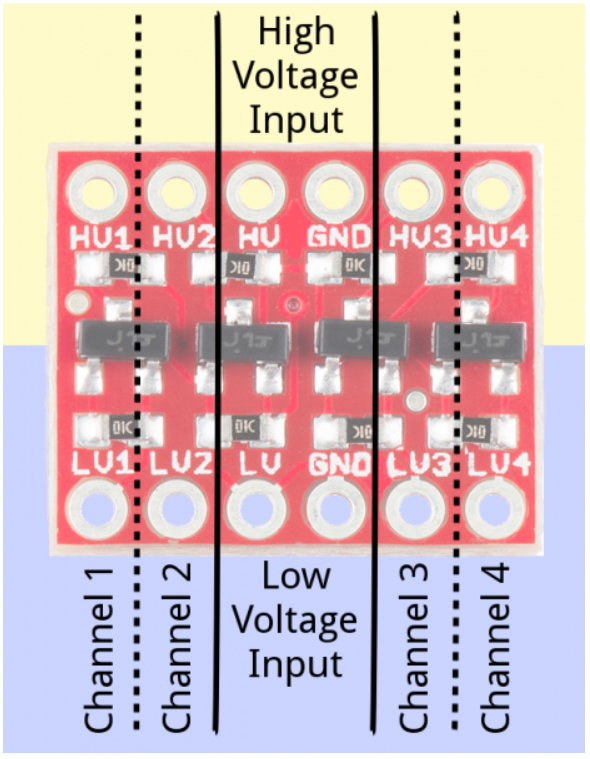 High
Voltage
Input
HV1 HV2 HV GND HV3 HV4
LV1 LV2 LV GND LV3 LV4
Low
Voltage
Input
Channel 1
Channel 2
Channel 3
Channel 4